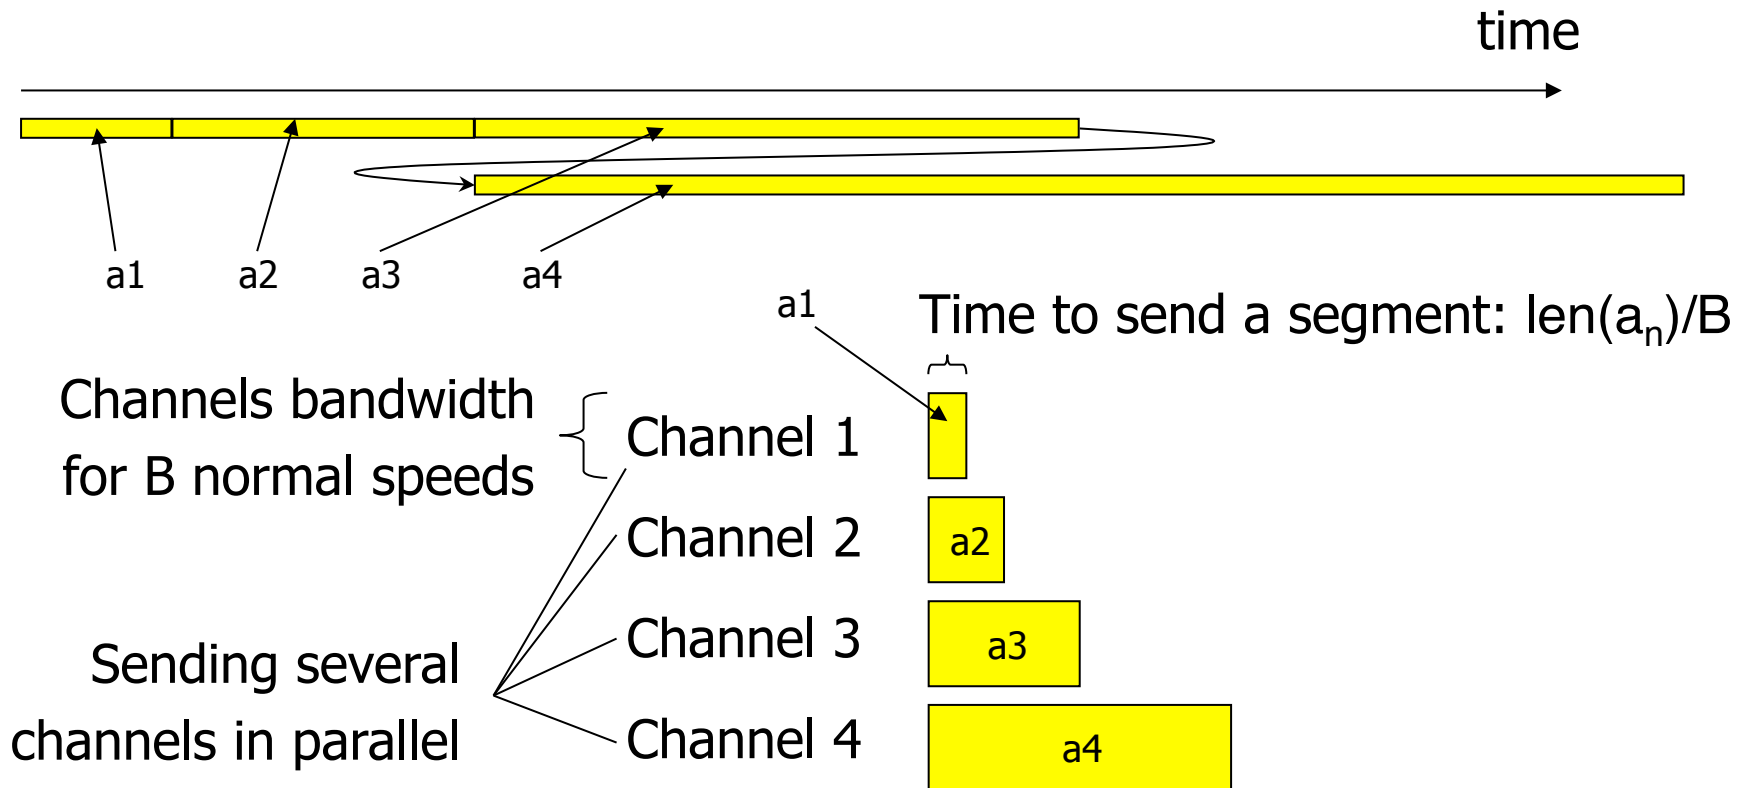 time
a1 a2 a3 a4
a1 Time to send a segment: len(aₙ)/B
Channels bandwidth
for B normal speeds
Channel 1
Channel 2
a2
Channel 3
a3
Sending several
channels in parallel
Channel 4
a4